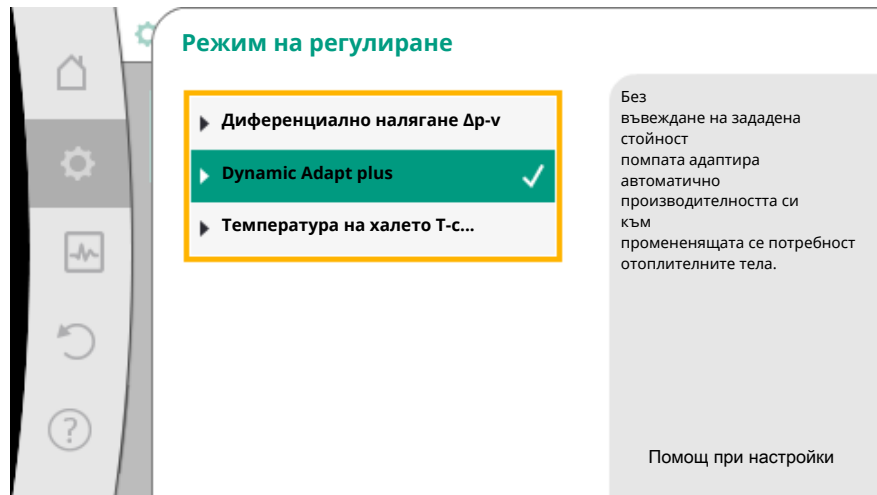 Режим на регулиране
Диференциално налягане Δp-v
Dynamic Adapt plus
Температура на халето T-c...
Без
въвеждане на зададена
стойност
помпата адаптира
автоматично
производителността си
към
промененящата се потребност
отоплителните тела.
Помощ при настройки
?